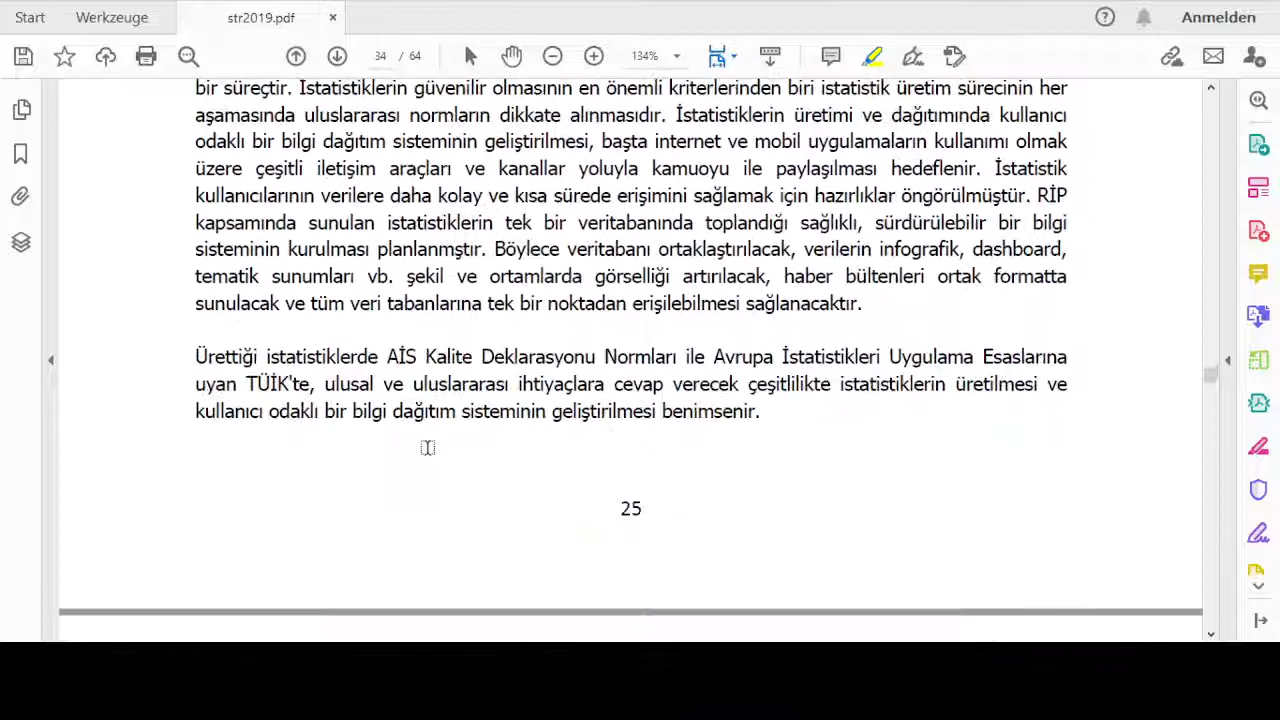 Start Werkzeuge str2019.pdf × Anmelden
34 / 64 134%
bir süreçtir. İstatistiklerin güvenilir olmasının en önemli kriterlerinden biri istatistik üretim sürecinin her
aşamasında uluslararası normların dikkate alınmasıdır. İstatistiklerin üretimi ve dağıtımında kullanıcı
odaklı bir bilgi dağıtım sisteminin geliştirilmesi, başta internet ve mobil uygulamaların kullanımı olmak
üzere çeşitli iletişim araçları ve kanallar yoluyla kamuoyu ile paylaşılması hedeflenir. İstatistik
kullanıcılarının verilere daha kolay ve kısa sürede erişimini sağlamak için hazırlıklar öngörülmüştür. RİP
kapsamında sunulan istatistiklerin tek bir veritabanında toplandığı sağlıklı, sürdürülebilir bir bilgi
sisteminin kurulması planlanmştır. Böylece veritabanı ortaklaştırılacak, verilerin infografik, dashboard,
tematik sunumları vb. şekil ve ortamlarda görselliği artırılacak, haber bültenleri ortak formatta
sunulacak ve tüm veri tabanlarına tek bir noktadan erişilebilmesi sağlanacaktır.
Ürettiği istatistiklerde AİS Kalite Deklarasyonu Normları ile Avrupa İstatistikleri Uygulama Esaslarına
uyan TÜİK'te, ulusal ve uluslararası ihtiyaçlara cevap verecek çeşitlilikte istatistiklerin üretilmesi ve
kullanıcı odaklı bir bilgi dağıtım sisteminin geliştirilmesi benimsenir.
25